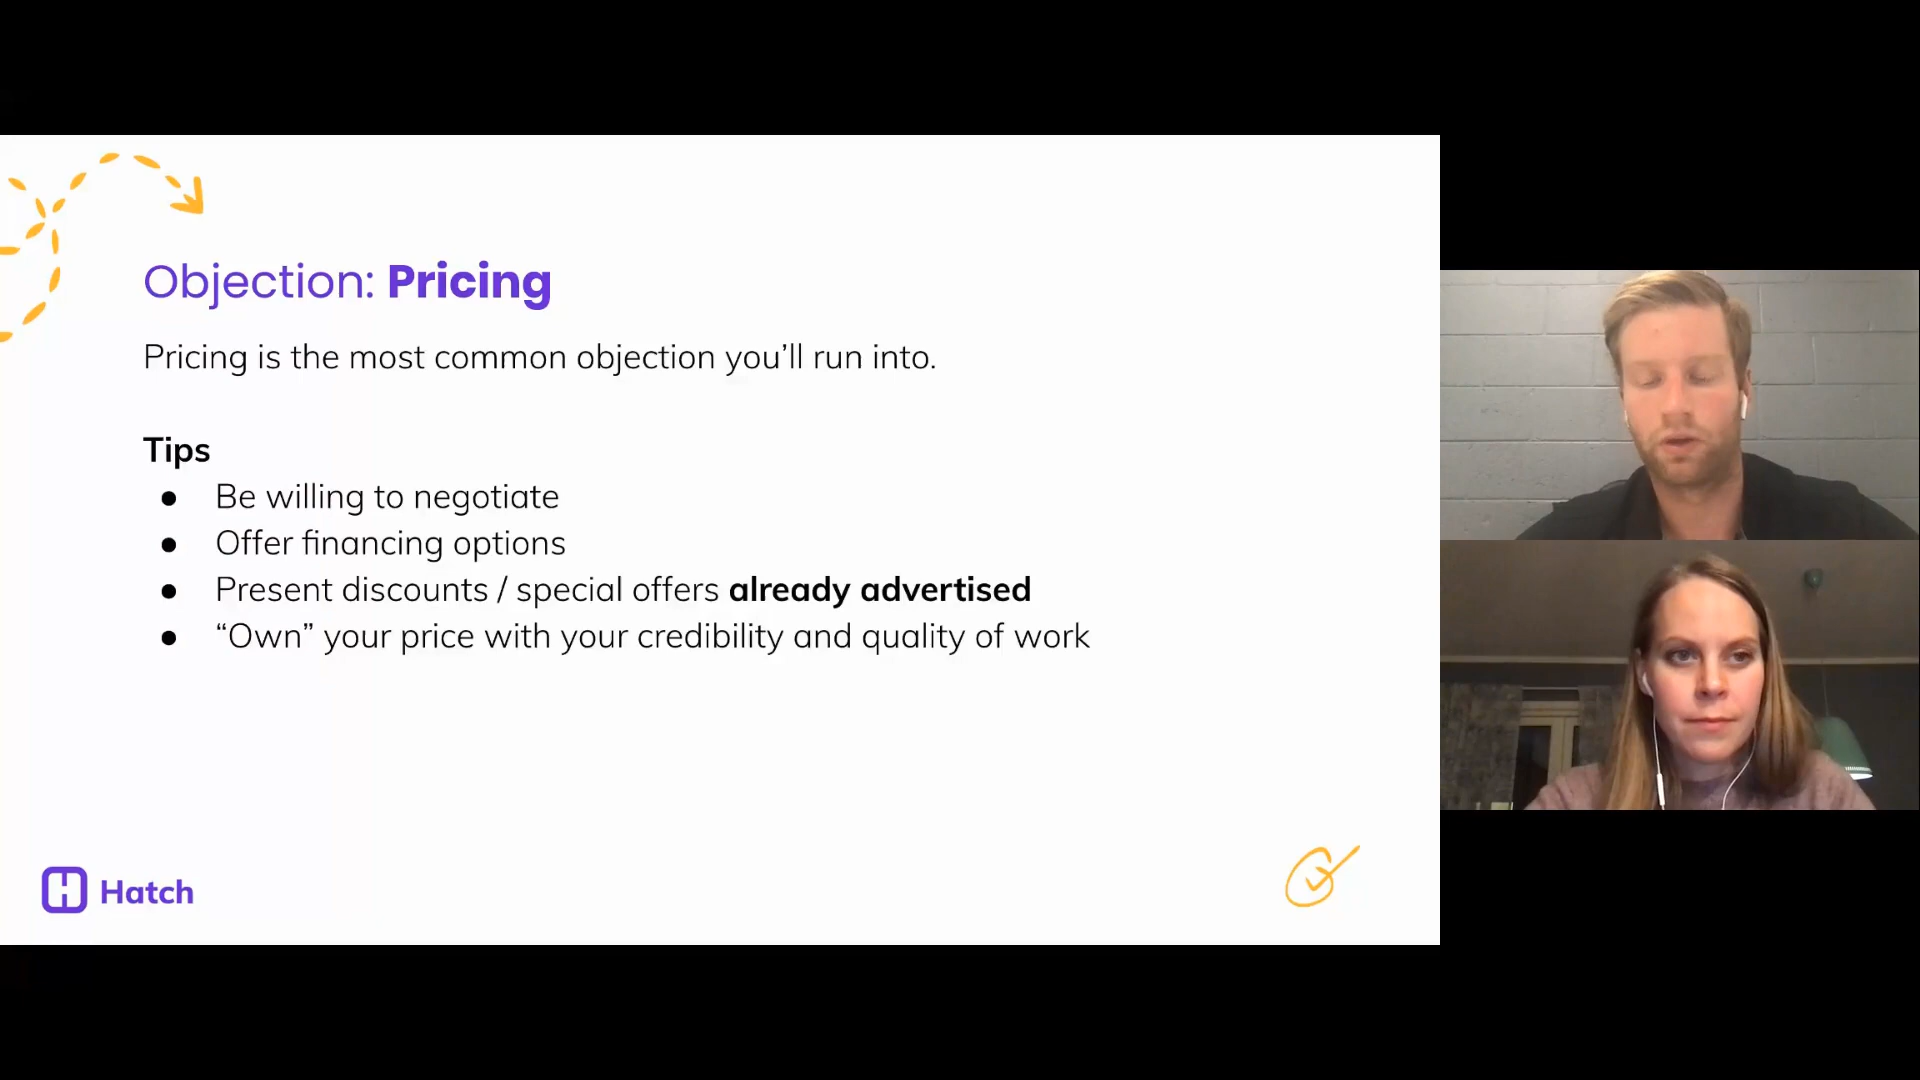 Objection: Pricing
Pricing is the most common objection you’ll run into.
Tips
● Be willing to negotiate
● Offer financing options
● Present discounts / special offers already advertised
● “Own” your price with your credibility and quality of work
Hatch